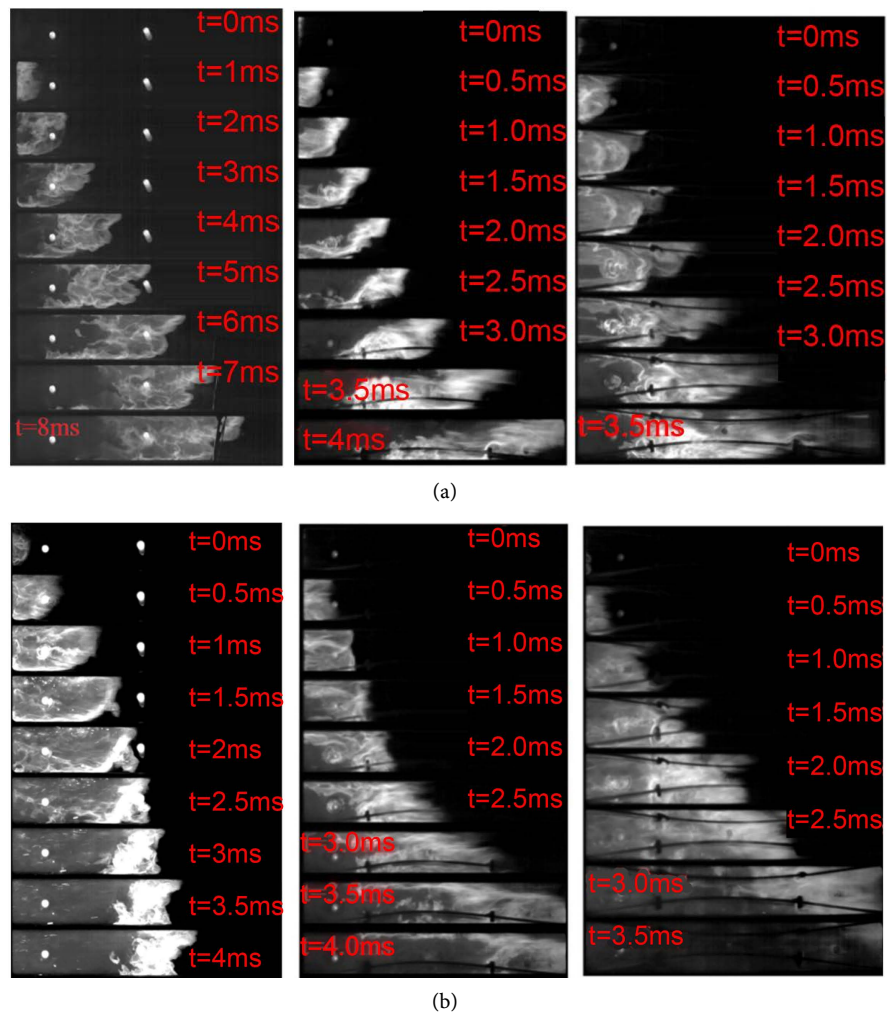 t=0ms
t=1ms
t=2ms
t=3ms
t=4ms
t=5ms
t=6ms
t=7ms
t=8ms
t=0ms
t=0.5ms
t=1.0ms
t=1.5ms
t=2.0ms
t=2.5ms
t=3.0ms
t=3.5ms
t=4ms
t=0ms
t=0.5ms
t=1.0ms
t=1.5ms
t=2.0ms
t=2.5ms
t=3.0ms
t=3.5ms
(a)
t=0ms
t=0.5ms
t=1ms
t=1.5ms
t=2ms
t=2.5ms
t=3ms
t=3.5ms
t=4ms
t=0ms
t=0.5ms
t=1.0ms
t=1.5ms
t=2.0ms
t=2.5ms
t=3.0ms
t=3.5ms
t=4.0ms
t=0ms
t=0.5ms
t=1.0ms
t=1.5ms
t=2.0ms
t=2.5ms
t=3.0ms
t=3.5ms
(b)